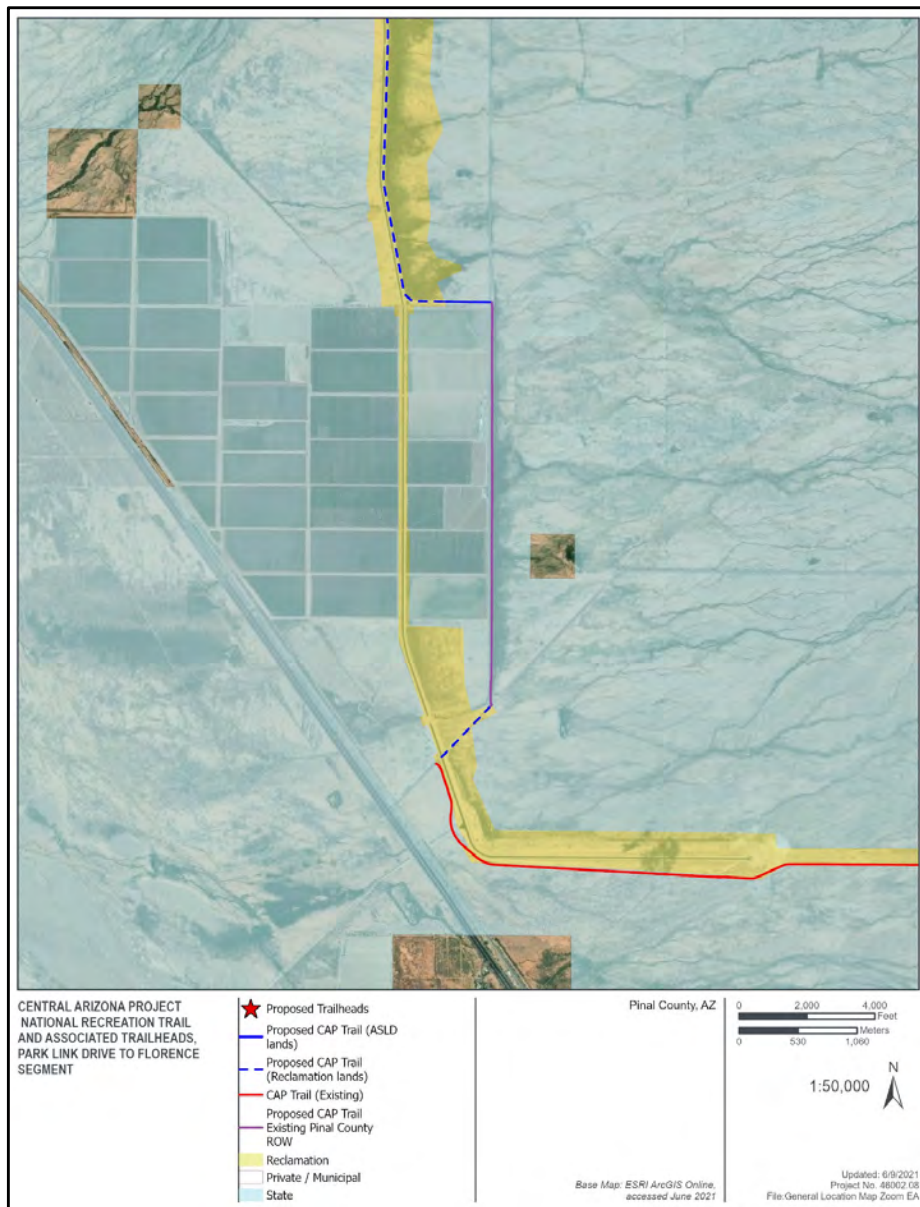 CENTRAL ARIZONA PROJECT
NATIONAL RECREATION TRAIL
AND ASSOCIATED TRAILHEADS,
PARK LINK DRIVE TO FLORENCE
SEGMENT
Proposed Trailheads
Proposed CAP Trail (ASLD
lands)
Proposed CAP Trail
(Reclamation lands)
CAP Trail (Existing)
Proposed CAP Trail
Existing Pinal County
ROW
Reclamation
Private / Municipal
State
Pinal County, AZ
Base Map: ESRI ArcGIS Online,
accessed June 2021
0 2,000 4,000
Feet
Meters
0 530 1,060
N
1:50,000
Updated: 6/9/2021
Project No. 46002.08
File:General Location Map Zoom EA